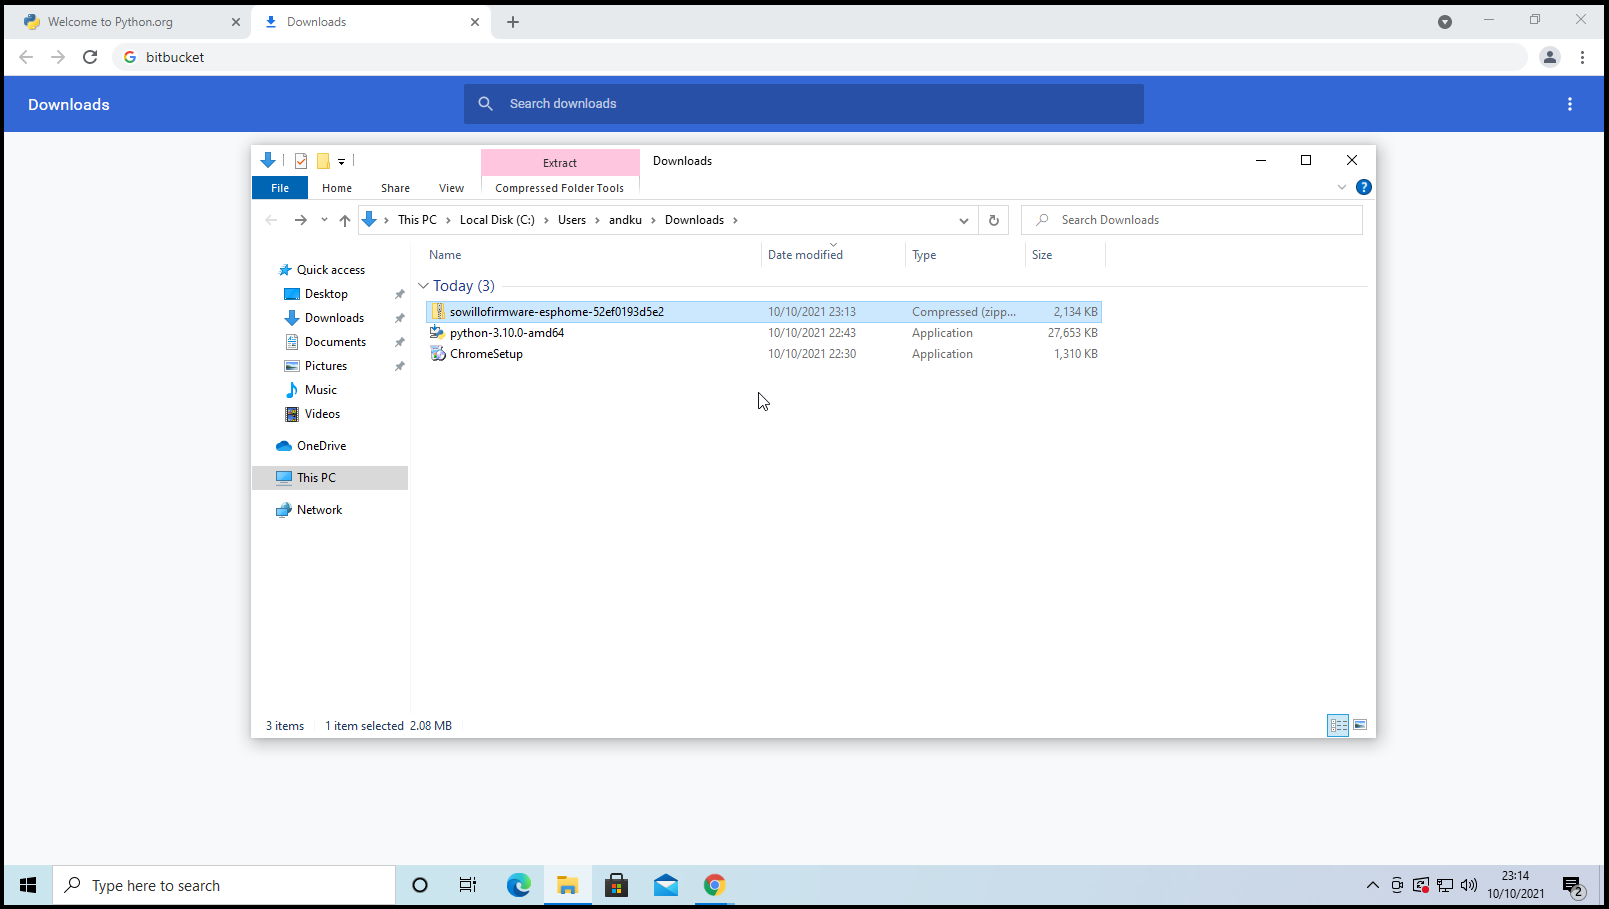 Welcome to Python.org
Downloads
bitbucket
Downloads
Search downloads
Extract
Downloads
File
Home
Share
View
Compressed Folder Tools
This PC
Local Disk (C:)
Users
andku
Downloads
Search Downloads
Name
Date modified
Type
Size
Quick access
Desktop
Downloads
Documents
Pictures
Music
Videos
OneDrive
This PC
Network
Today (3)
sowillofirmware-esphome-52ef0193d5e2 10/10/2021 23:13 Compressed (zipp... 2,134 KB
python-3.10.0-amd64 10/10/2021 22:43 Application 27,653 KB
ChromeSetup 10/10/2021 22:30 Application 1,310 KB
3 items
1 item selected 2.08 MB
Type here to search
23:14
10/10/2021
2